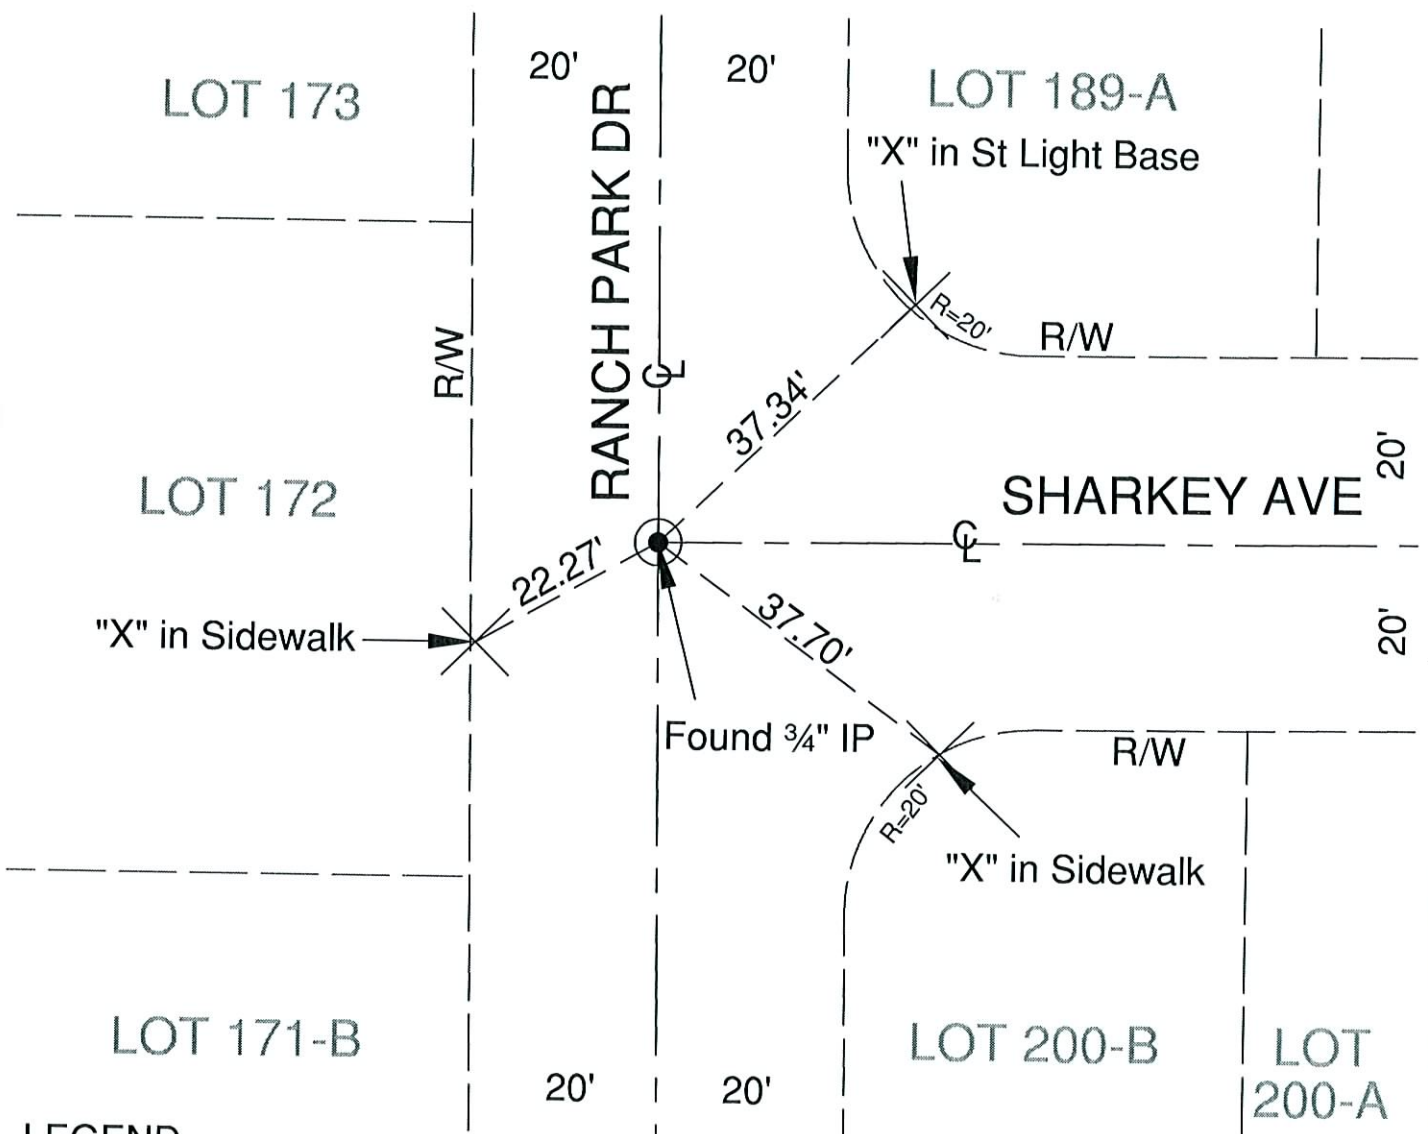 20'
20'
LOT 173
LOT 189-A
"X" in St Light Base
RANCH PARK DR
R=20'
R/W
R/W
℄
37.34'
20'
LOT 172
SHARKEY AVE
℄
22.27'
"X" in Sidewalk
37.70'
20'
Found ¾" IP
R/W
R=20'
"X" in Sidewalk
LOT 171-B
LOT 200-B
LOT
200-A
20'
20'
LEGEND